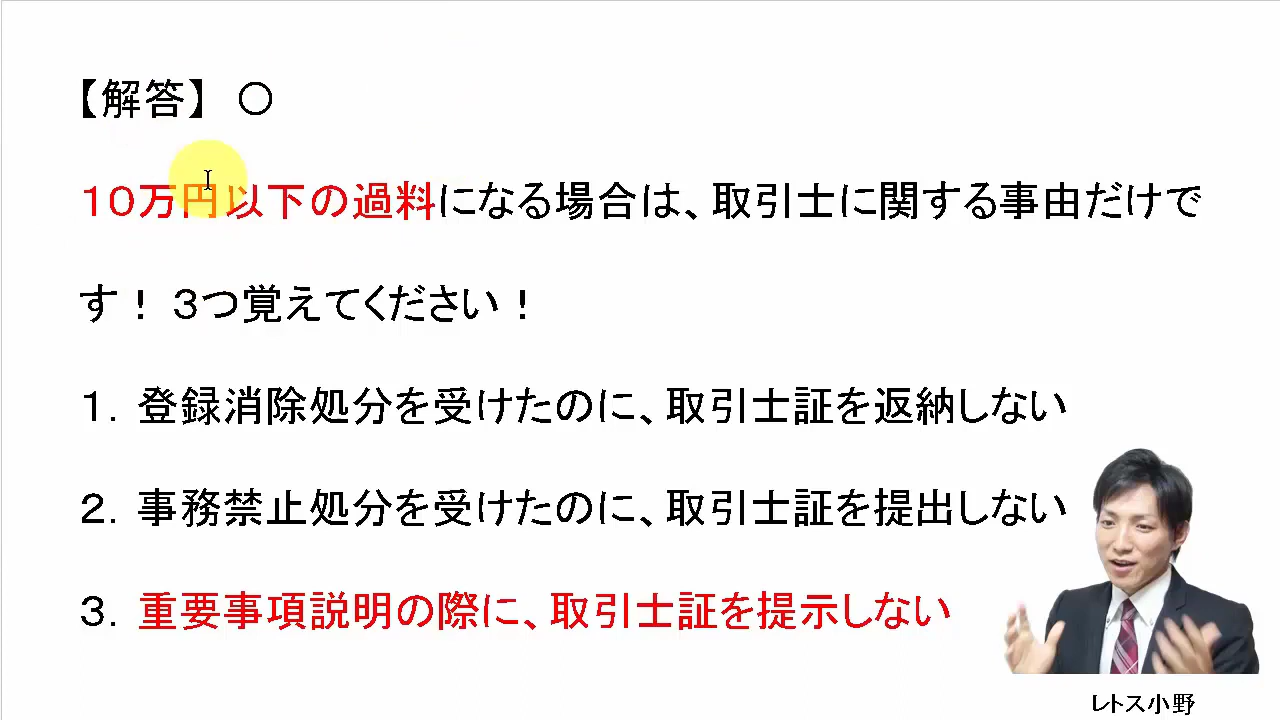 【解答】 ○
１０万円以下の過料になる場合は、取引士に関する事由だけで
す！３つ覚えてください！
１．登録消除処分を受けたのに、取引士証を返納しない
２．事務禁止処分を受けたのに、取引士証を提出しない
３．重要事項説明の際に、取引士証を提示しない
レトス小野